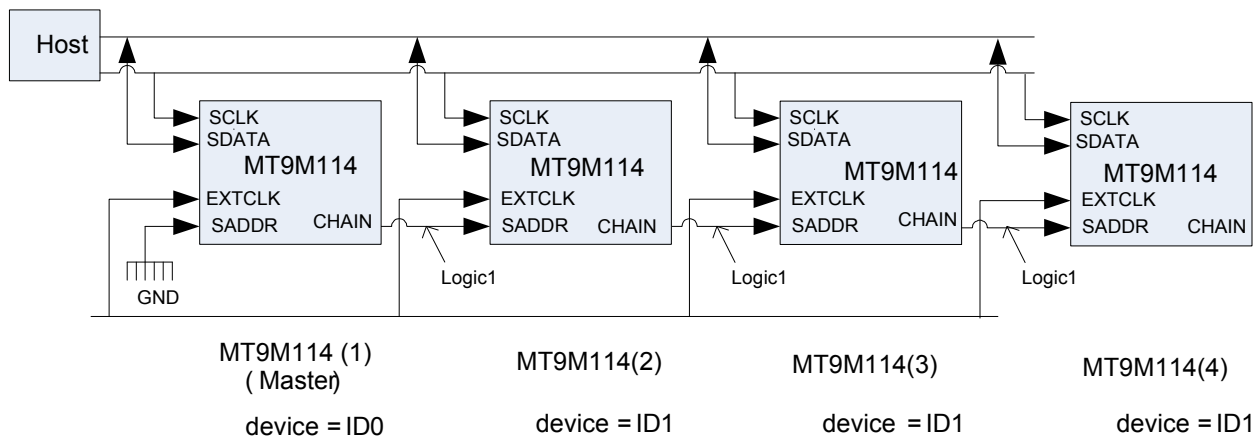 Host
SCLK
SDATA
MT9M114
EXTCLK
SADDR
CHAIN
SCLK
SDATA
MT9M114
EXTCLK
SADDR
CHAIN
SCLK
SDATA
MT9M114
EXTCLK
SADDR
CHAIN
SCLK
SDATA
MT9M114
EXTCLK
SADDR
CHAIN
GND
Logic1
Logic1
Logic1
MT9M114 (1)
( Master)
device = ID0
MT9M114(2)
device = ID1
MT9M114(3)
device = ID1
MT9M114(4)
device = ID1